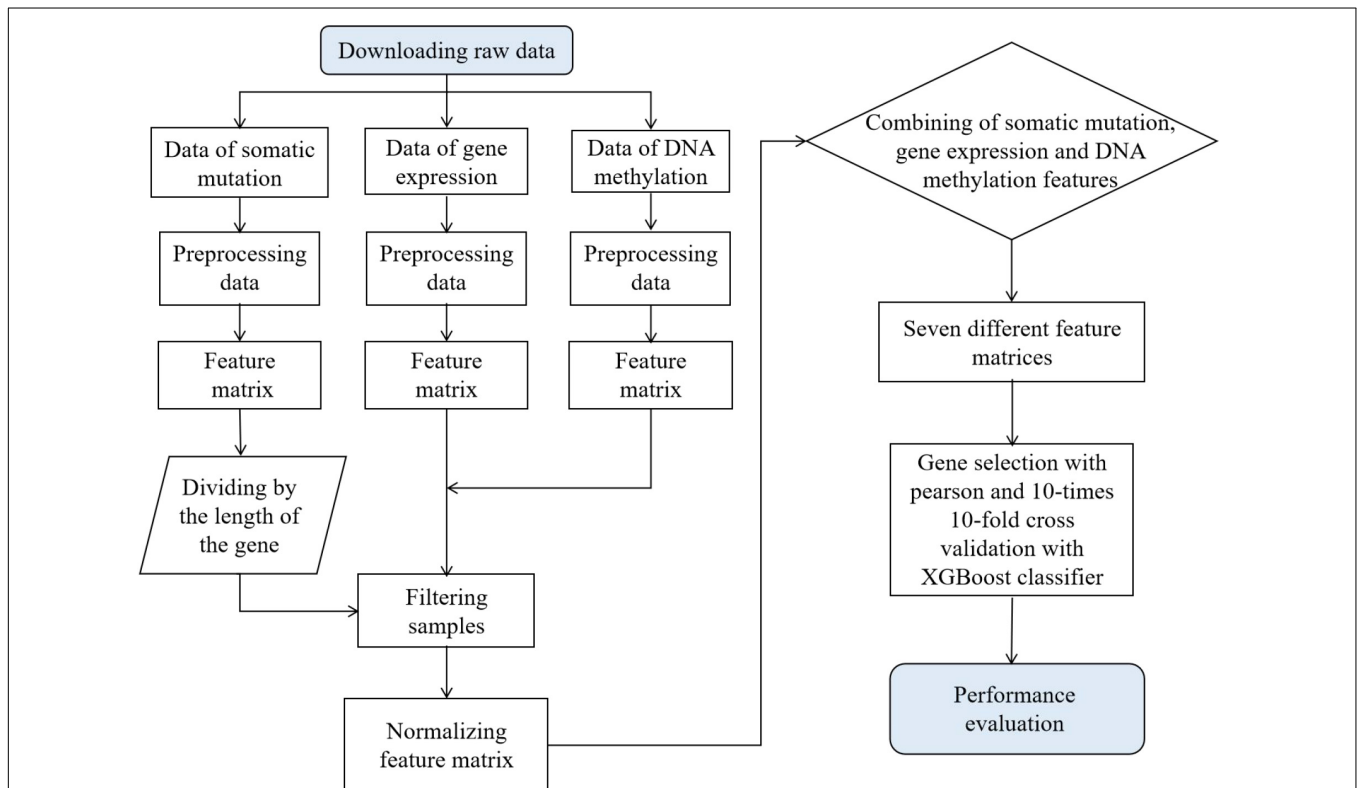 Downloading raw data
Data of somatic
mutation
Data of gene
expression
Data of DNA
methylation
Preprocessing
data
Preprocessing
data
Preprocessing
data
Feature
matrix
Feature
matrix
Feature
matrix
Dividing by
the length of
the gene
Filtering
samples
Normalizing
feature matrix
Combining of somatic mutation,
gene expression and DNA
methylation features
Seven different feature
matrices
Gene selection with
pearson and 10-times
10-fold cross
validation with
XGBoost classifier
Performance
evaluation